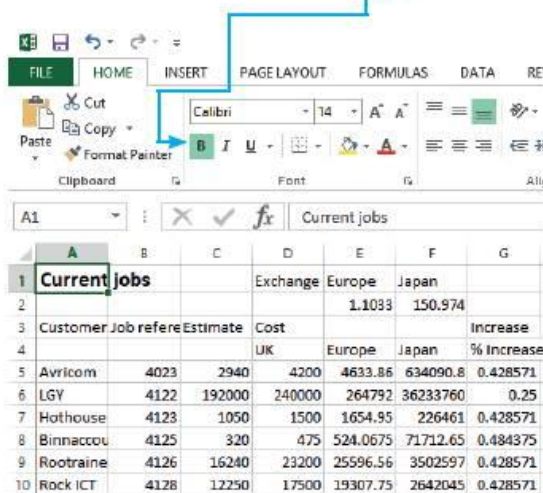 FILE HOME INSERT PAGE LAYOUT FORMULAS DATA RE
Cut
Calibri 14 A A
Copy
Paste
Format Painter
B I U A
Clipboard Font Ali
A1 fx Current jobs
A B C D E F G
1 Current jobs Exchange Europe Japan
2 1.1033 150.974
3 Customer Job refere Estimate Cost Increase
4 UK Europe Japan % Increase
5 Avricom 4023 2940 4200 4633.86 634090.8 0.428571
6 LGY 4122 192000 240000 264792 36233760 0.25
7 Hothouse 4123 1050 1500 1654.95 226461 0.428571
8 Binnaccou 4125 320 475 524.0675 71712.65 0.484375
9 Rootraine 4126 16240 23200 25596.56 3502597 0.428571
10 Rock ICT 4128 12250 17500 19307.75 2642045 0.428571